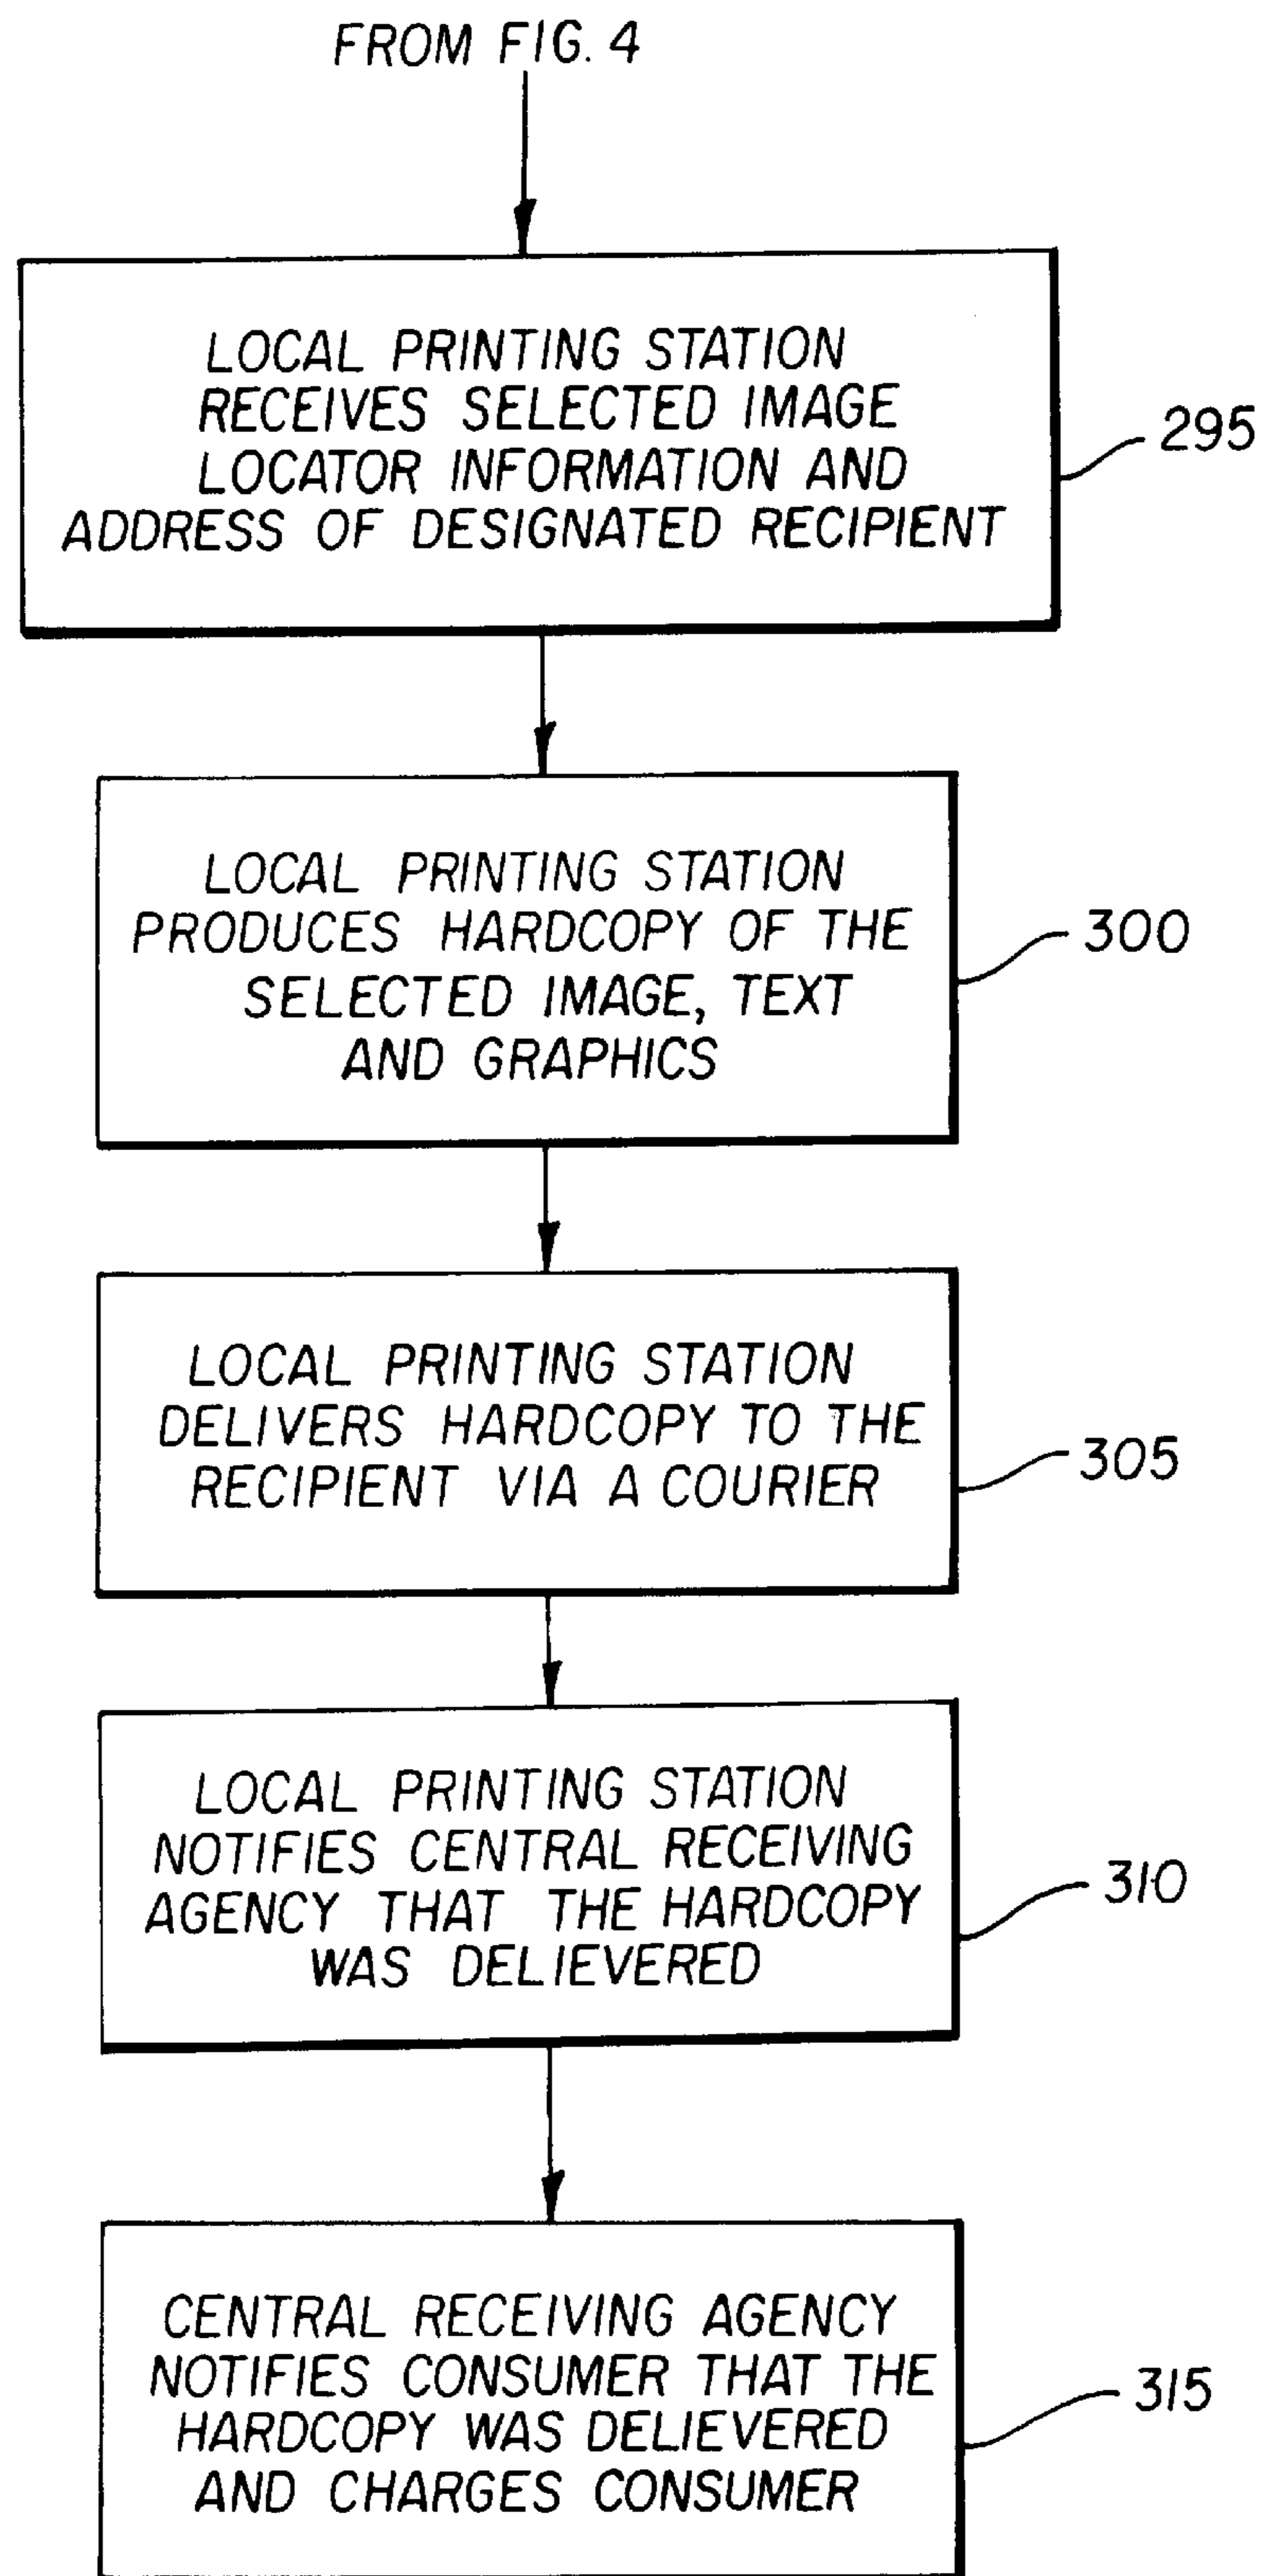 FROM FIG. 4
LOCAL PRINTING STATION
RECEIVES SELECTED IMAGE
LOCATOR INFORMATION AND
ADDRESS OF DESIGNATED RECIPIENT
295
LOCAL PRINTING STATION
PRODUCES HARDCOPY OF THE
SELECTED IMAGE, TEXT
AND GRAPHICS
300
LOCAL PRINTING STATION
DELIVERS HARDCOPY TO THE
RECIPIENT VIA A COURIER
305
LOCAL PRINTING STATION
NOTIFIES CENTRAL RECEIVING
AGENCY THAT THE HARDCOPY
WAS DELIEVERED
310
CENTRAL RECEIVING AGENCY
NOTIFIES CONSUMER THAT THE
HARDCOPY WAS DELIEVERED
AND CHARGES CONSUMER
315